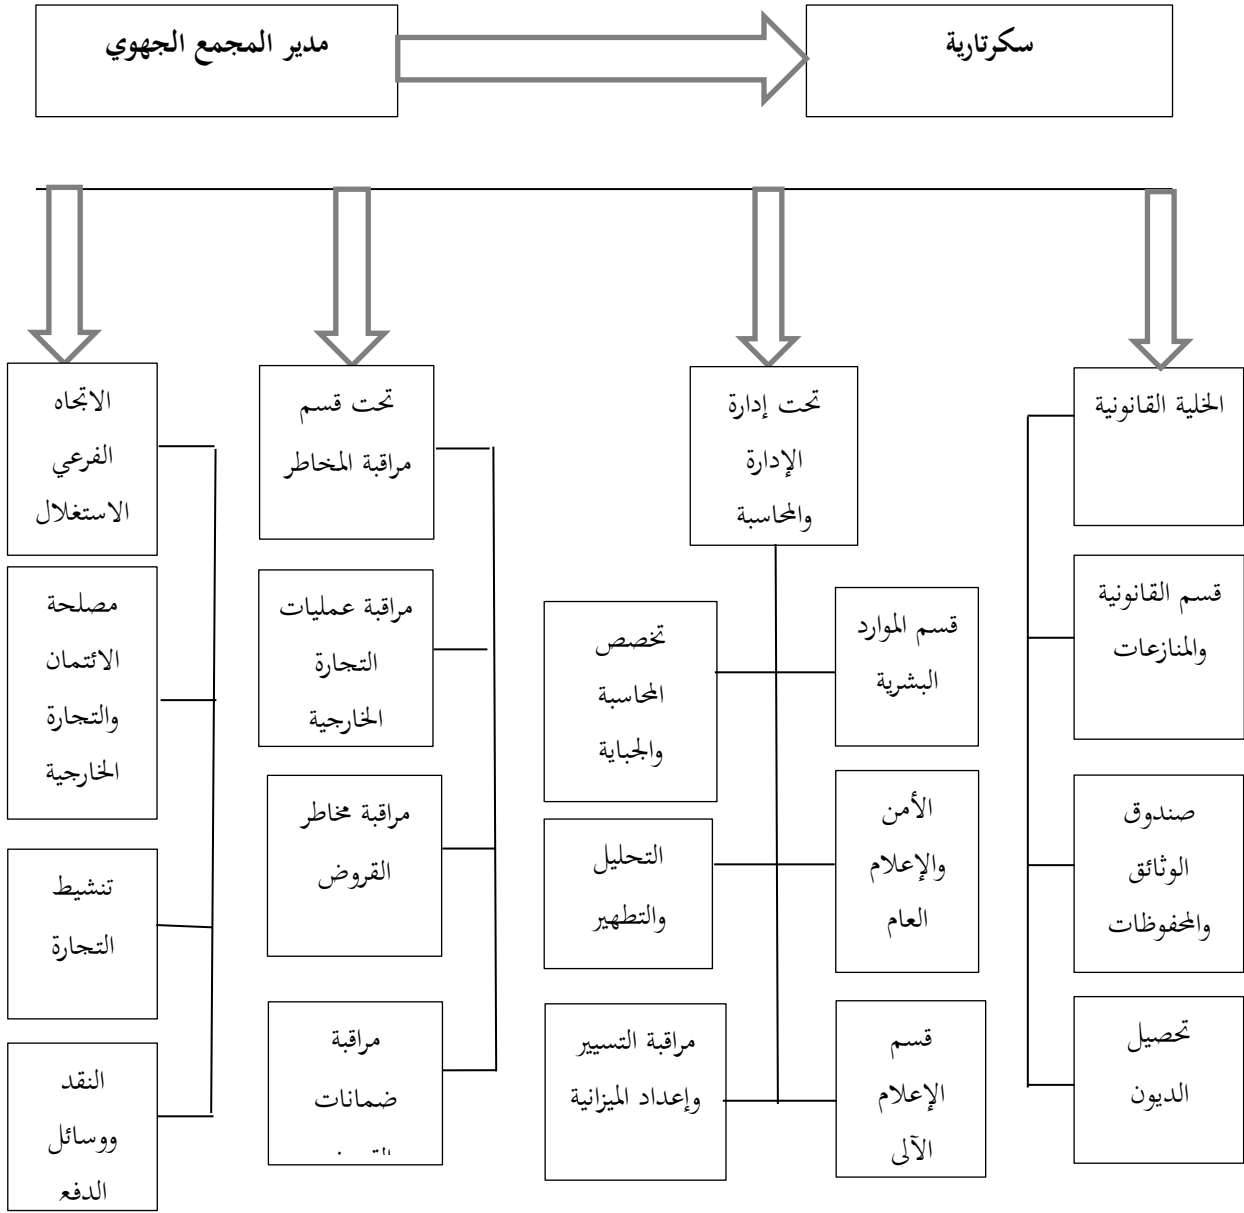 مدير المجمع الجهوي
سكرتارية
الخلية القانونية
قسم القانونية
والمنازعات
صندوق
الوثائق
والمحفوظات
تحصيل
الديون
تحت إدارة
الإدارة
والمحاسبة
قسم الموارد
البشرية
تخصص
المحاسبة
والجباية
الأمن
والإعلام
العام
التحليل
والتطهير
قسم
الإعلام
الآلي
مراقبة التسيير
وإعداد الميزانية
تحت قسم
مراقبة المخاطر
مراقبة عمليات
التجارة
الخارجية
مراقبة مخاطر
القروض
مراقبة
ضمانات
الاتجاه
الفرعي
الاستغلال
مصلحة
الائتمان
والتجارة
الخارجية
تنشيط
التجارة
النقد
ووسائل
الدفع